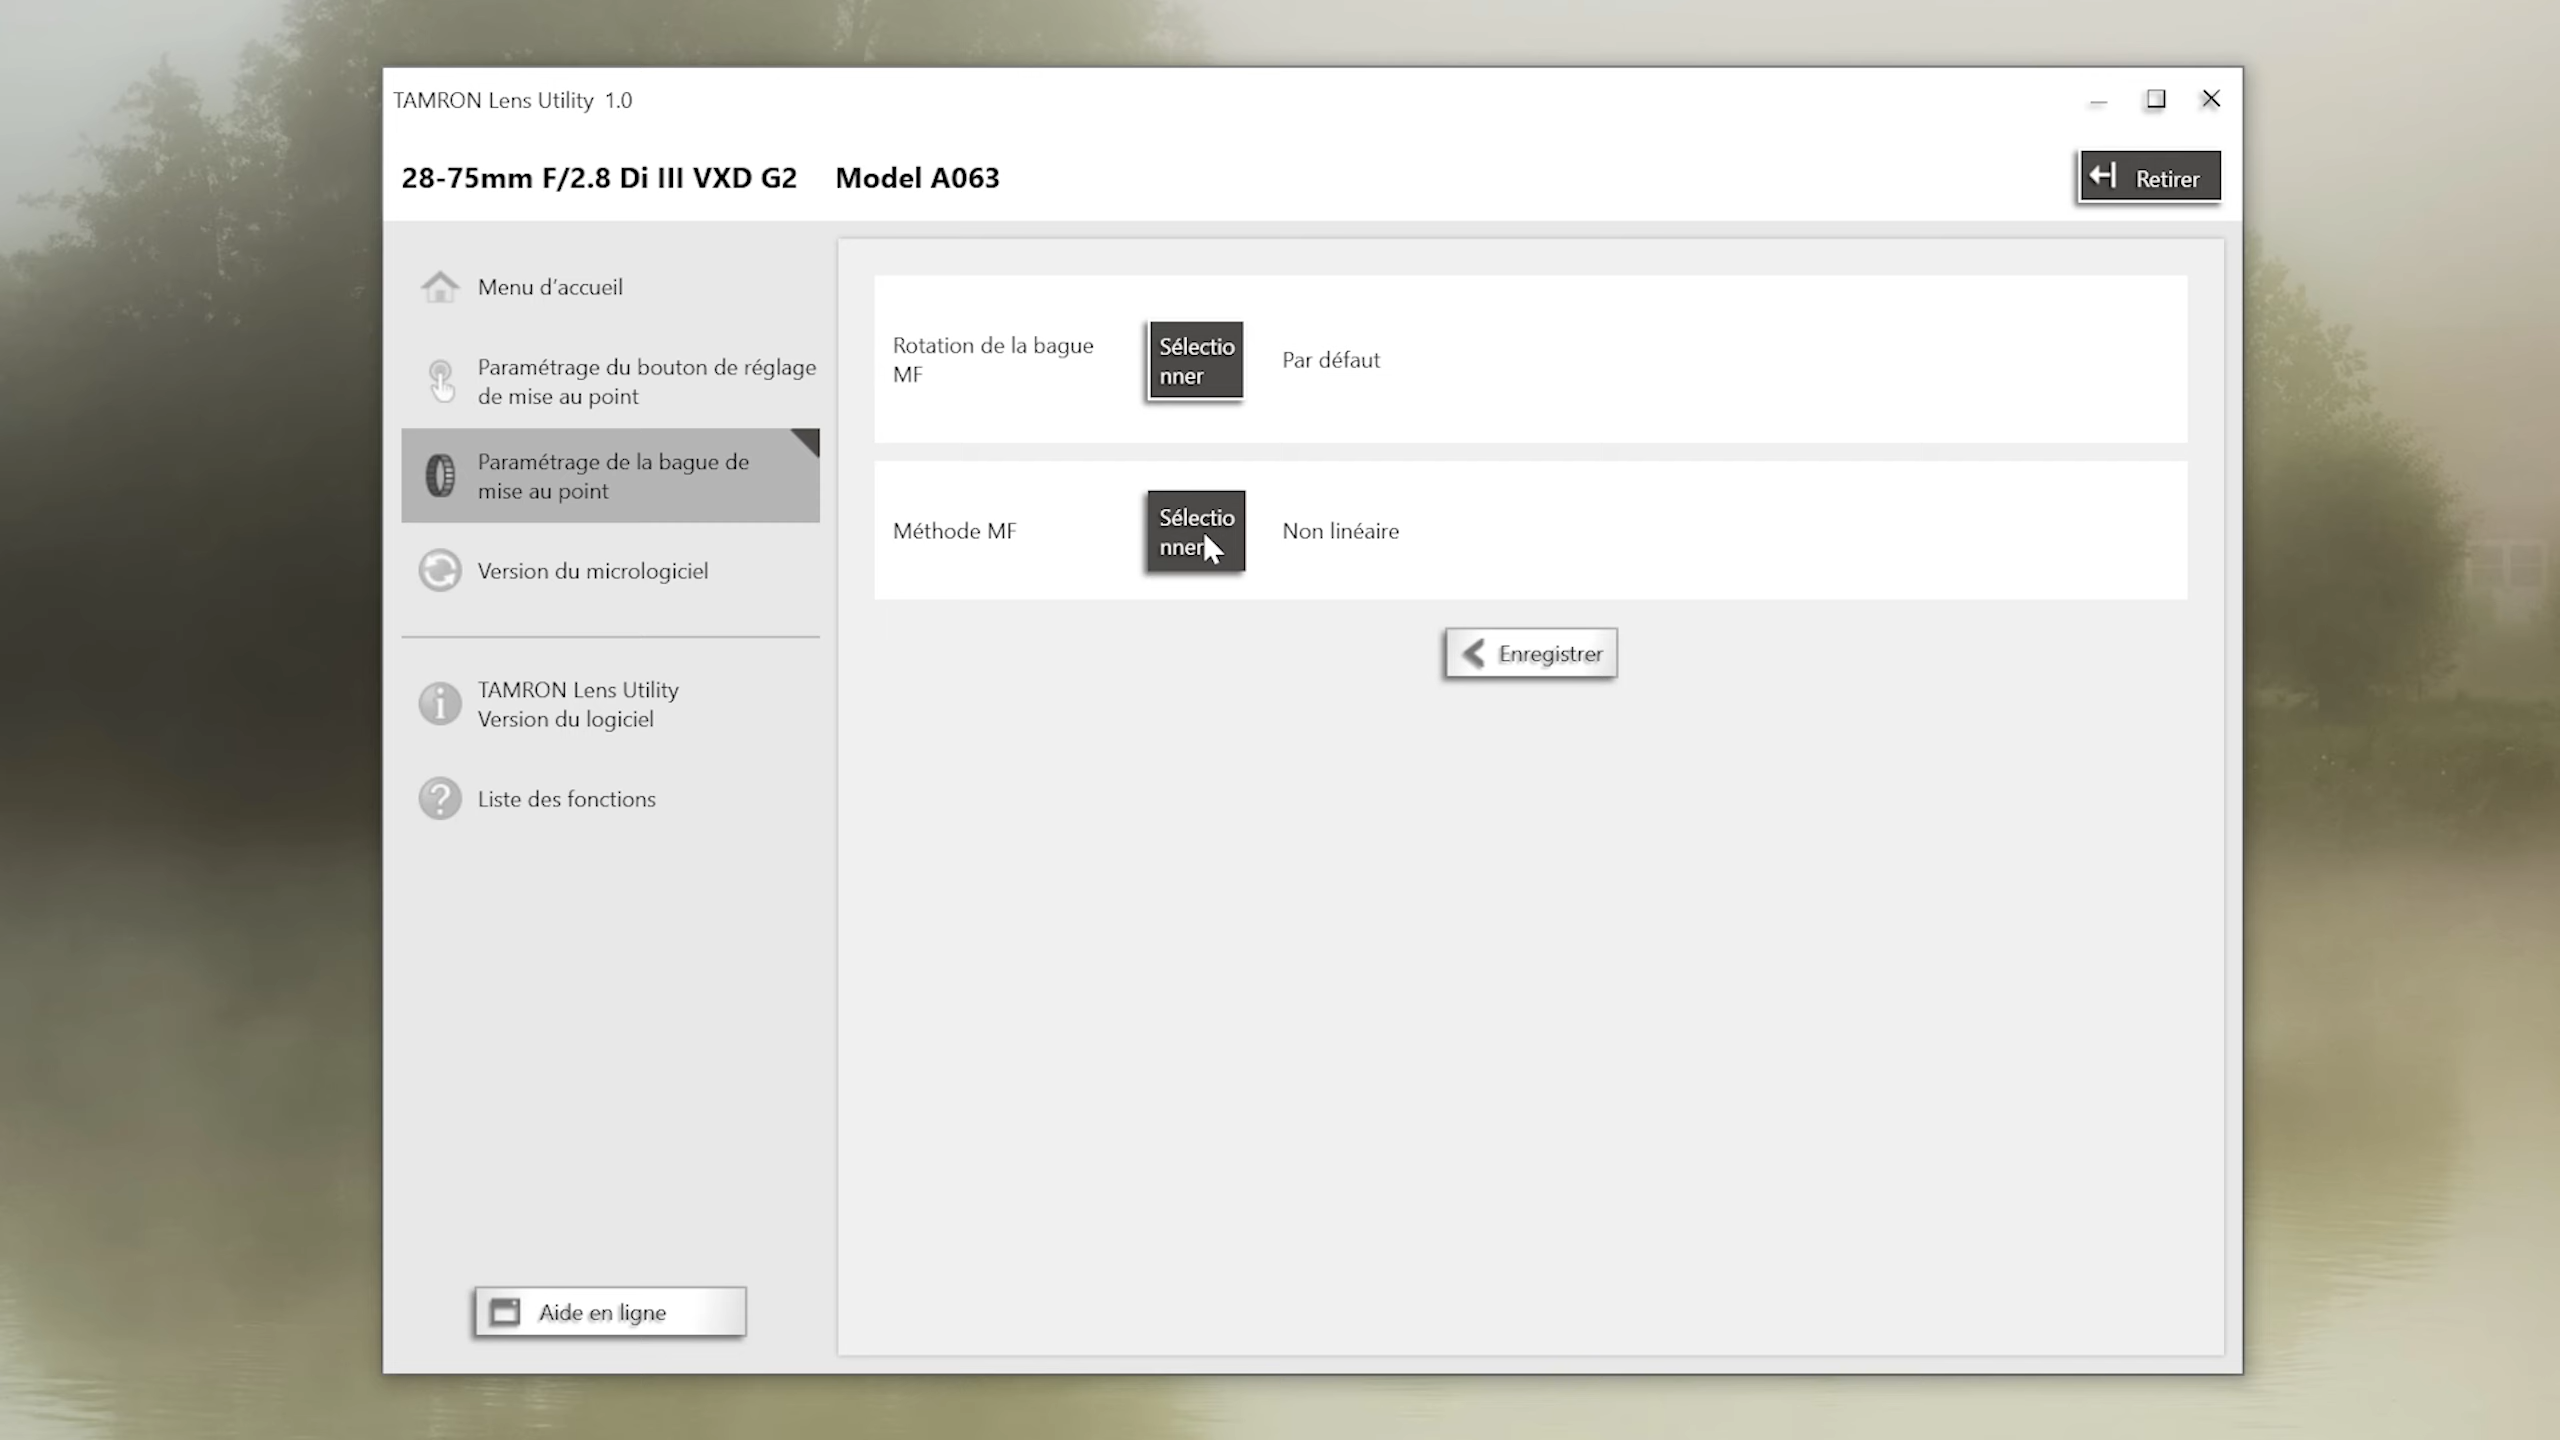 TAMRON Lens Utility 1.0
28-75mm F/2.8 Di III VXD G2 Model A063
Retirer
Menu d'accueil
Paramétrage du bouton de réglage
de mise au point
Paramétrage de la bague de
mise au point
Version du micrologiciel
TAMRON Lens Utility
Version du logiciel
Liste des fonctions
Aide en ligne
Rotation de la bague
MF
Sélectio
nner
Par défaut
Méthode MF
Sélectio
nner
Non linéaire
Enregistrer